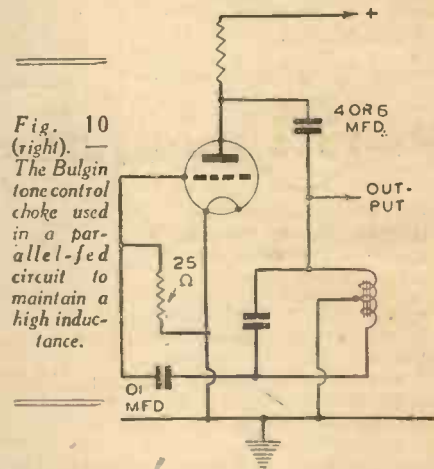 Fig. 10
(right). —
The Bulgin
tone control
choke used
in a par-
allel-fed
circuit to
maintain a
high induc-
tance.
+
4 OR 6
MFD.
OUT-
PUT
25
Ω
01
MFD